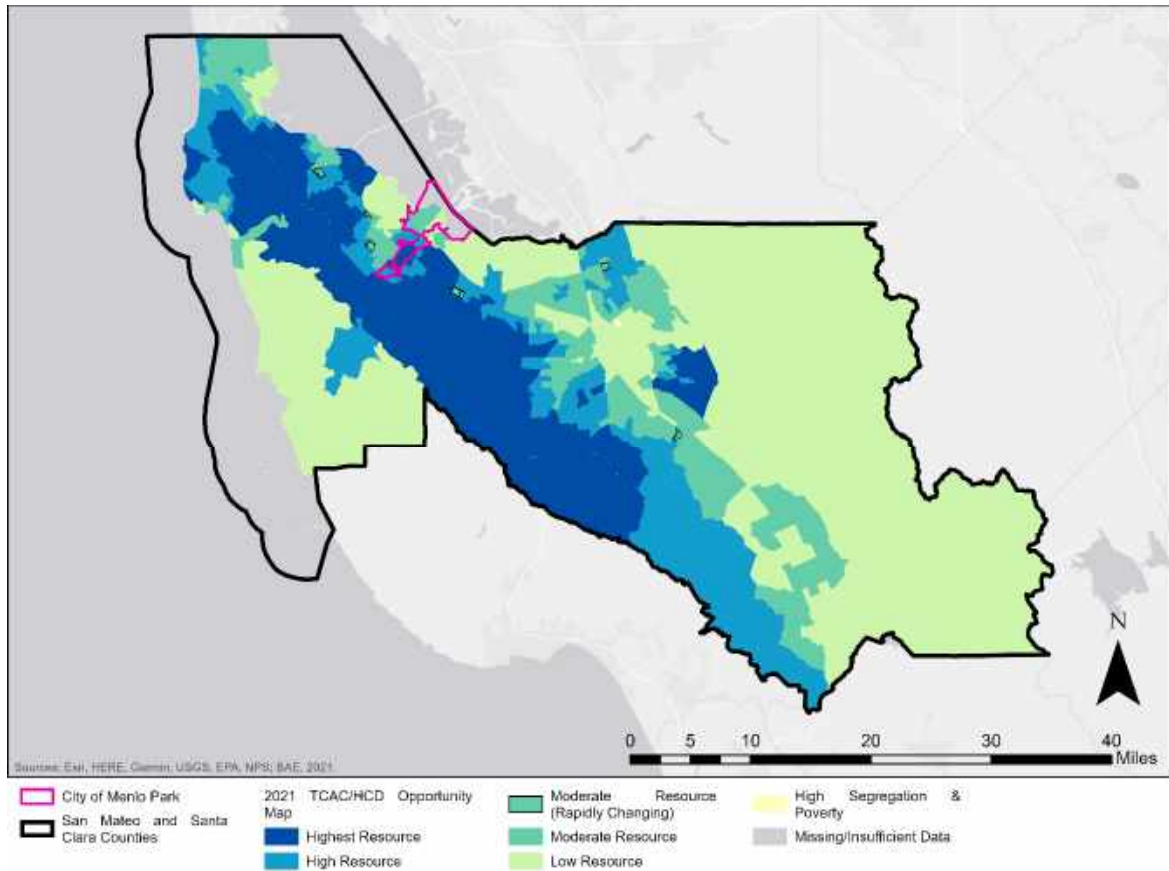 N
0 5 10 20 30 40
Miles
Sources: Esri, HERE, Garmin, USGS, EPA, NPS; BAE, 2021.
City of Menlo Park
San Mateo and Santa
Clara Counties
2021 TCAC/HCD Opportunity
Map
Highest Resource
High Resource
Moderate Resource
(Rapidly Changing)
Moderate Resource
Low Resource
High Segregation &
Poverty
Missing/Insufficient Data